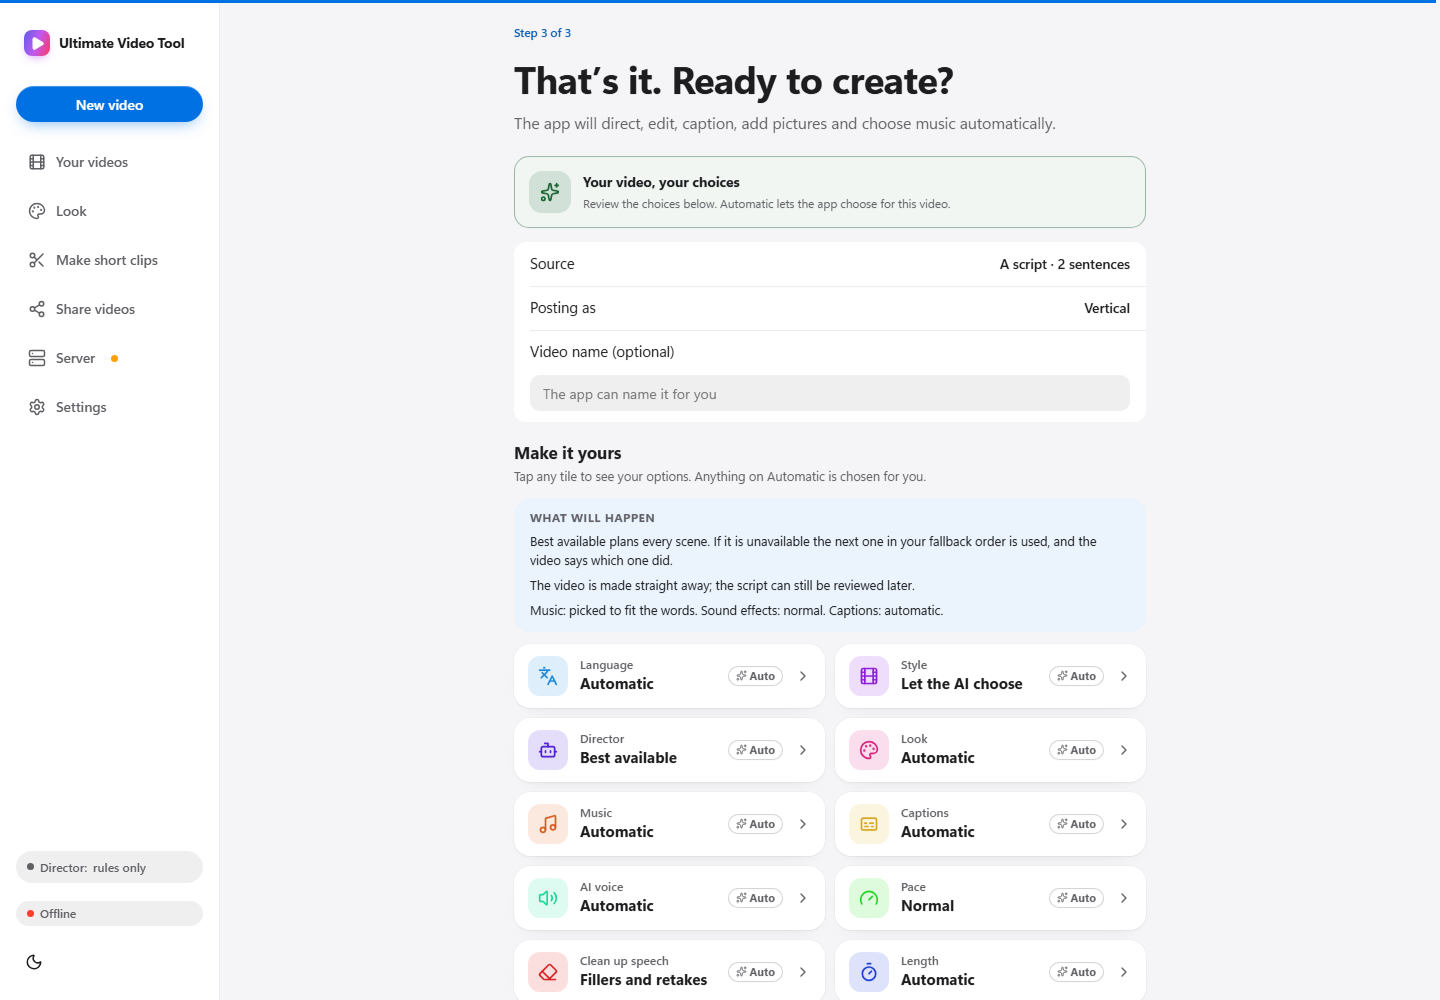 Ultimate Video Tool
New video
Your videos
Look
Make short clips
Share videos
Server
Settings
Director: rules only
Offline
Step 3 of 3
That's it. Ready to create?
The app will direct, edit, caption, add pictures and choose music automatically.
Your video, your choices
Review the choices below. Automatic lets the app choose for this video.
Source
A script · 2 sentences
Posting as
Vertical
Video name (optional)
The app can name it for you
Make it yours
Tap any tile to see your options. Anything on Automatic is chosen for you.
WHAT WILL HAPPEN
Best available plans every scene. If it is unavailable the next one in your fallback order is used, and the
video says which one did.
The video is made straight away; the script can still be reviewed later.
Music: picked to fit the words. Sound effects: normal. Captions: automatic.
Language
Automatic
Auto
Style
Let the AI choose
Auto
Director
Best available
Auto
Look
Automatic
Auto
Music
Automatic
Auto
Captions
Automatic
Auto
AI voice
Automatic
Auto
Pace
Normal
Auto
Clean up speech
Fillers and retakes
Auto
Length
Automatic
Auto